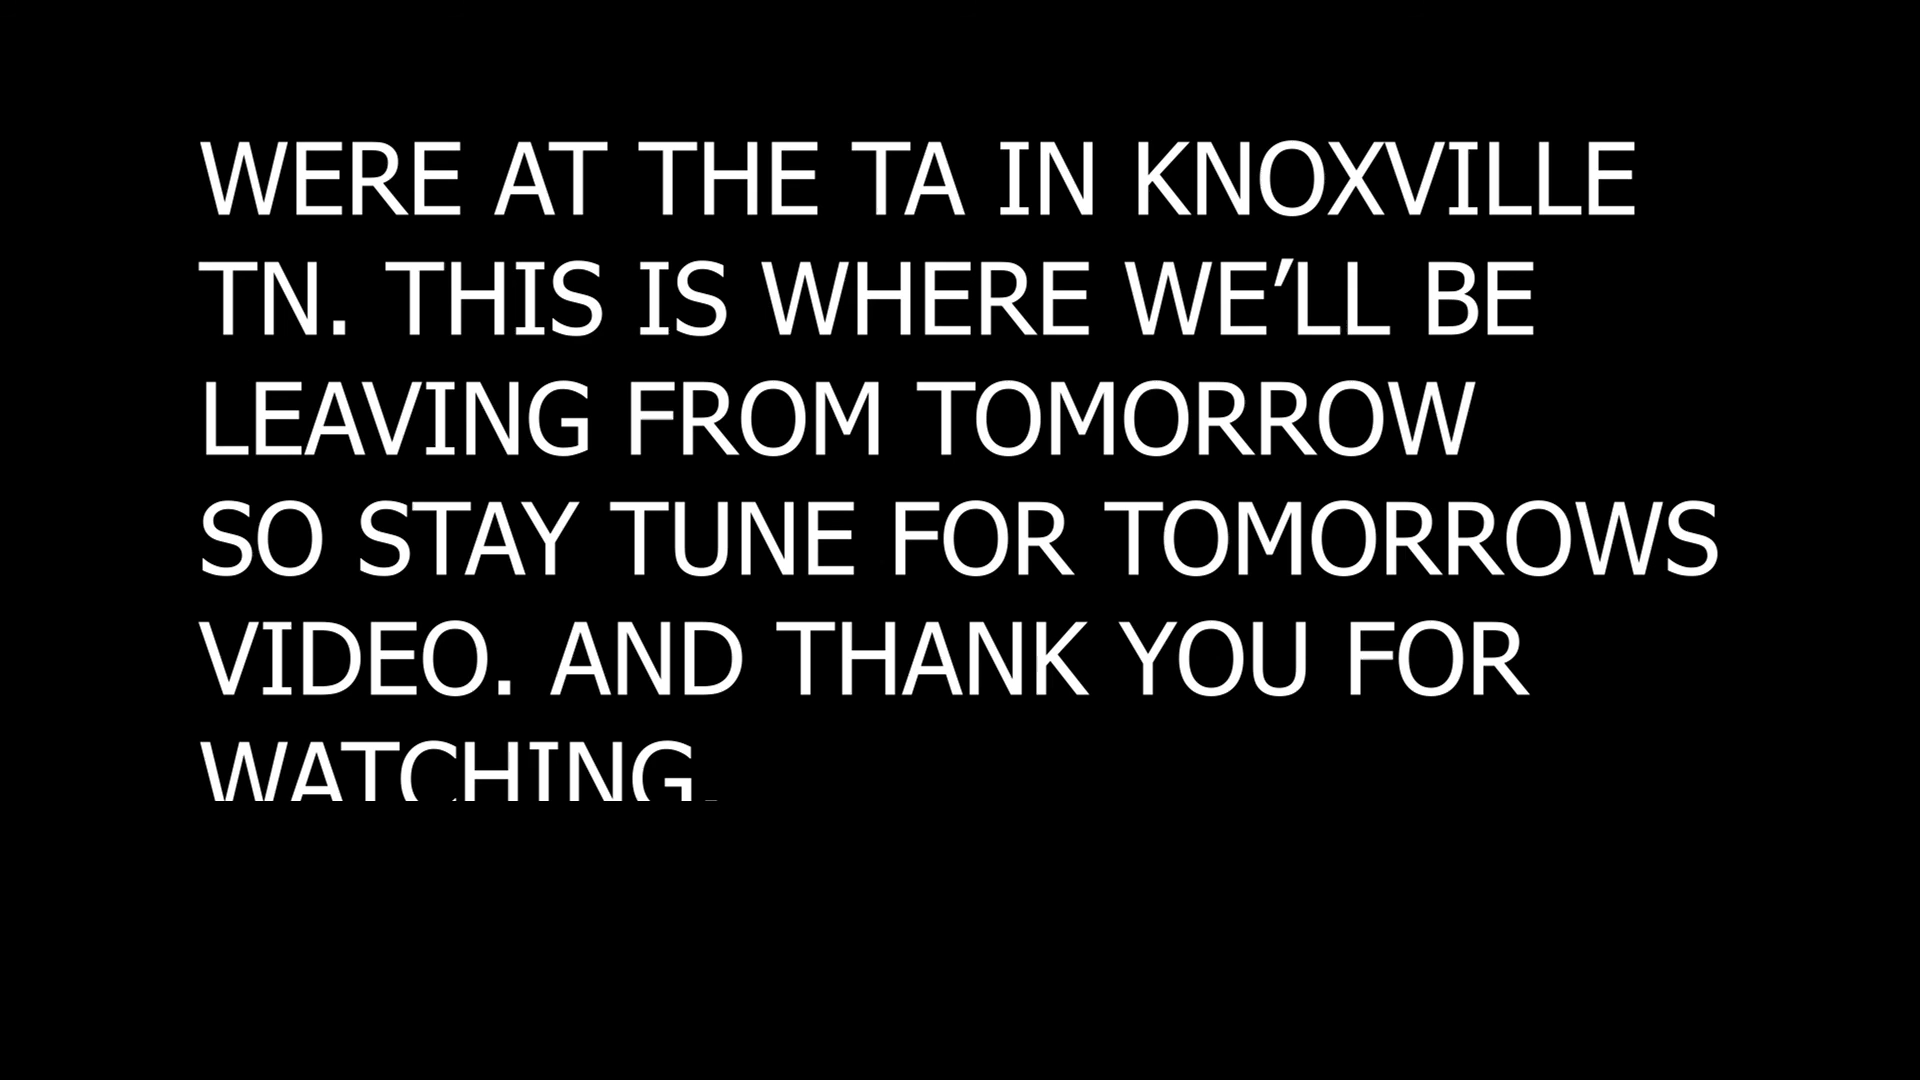 WERE AT THE TA IN KNOXVILLE
TN. THIS IS WHERE WE’LL BE
LEAVING FROM TOMORROW
SO STAY TUNE FOR TOMORROWS
VIDEO. AND THANK YOU FOR
WATCHING.